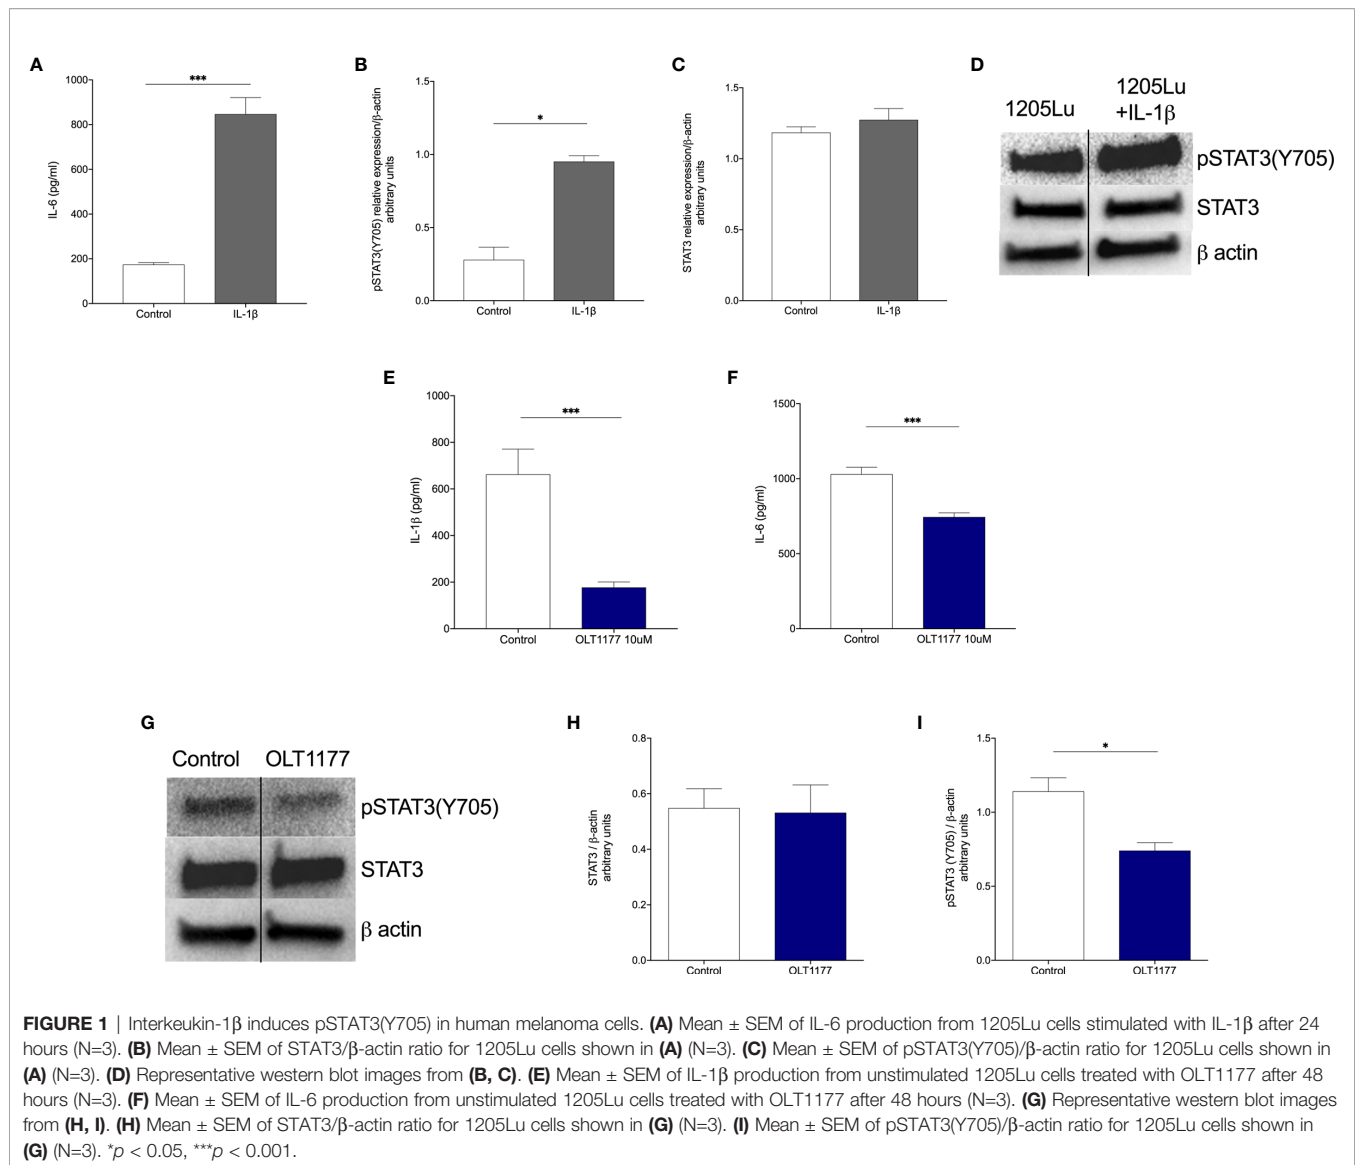 A
1000
800
600
400
200
0
IL-6 (pg/ml)
***
Control
IL-1β
B
1.5
1.0
0.5
0.0
pSTAT3(Y705) relative expression/β-actin
arbitrary units
*
Control
IL-1β
C
1.5
1.0
0.5
0.0
STAT3 relative expression/β-actin
arbitrary units
Control
IL-1β
D
1205Lu
1205Lu
+IL-1β
pSTAT3(Y705)
STAT3
β actin
E
1000
800
600
400
200
0
IL-1β (pg/ml)
***
Control
OLT1177 10uM
F
1500
1000
500
0
IL-6 (pg/ml)
***
Control
OLT1177 10uM
G
Control
OLT1177
pSTAT3(Y705)
STAT3
β actin
H
0.8
0.6
0.4
0.2
0.0
STAT3 / β-actin
arbitrary units
Control
OLT1177
I
1.5
1.0
0.5
0.0
pSTAT3 (Y705) / β-actin
arbitrary units
*
Control
OLT1177
FIGURE 1 | Interkeukin-1β induces pSTAT3(Y705) in human melanoma cells. (A) Mean ± SEM of IL-6 production from 1205Lu cells stimulated with IL-1β after 24
hours (N=3). (B) Mean ± SEM of STAT3/β-actin ratio for 1205Lu cells shown in (A) (N=3). (C) Mean ± SEM of pSTAT3(Y705)/β-actin ratio for 1205Lu cells shown in
(A) (N=3). (D) Representative western blot images from (B, C). (E) Mean ± SEM of IL-1β production from unstimulated 1205Lu cells treated with OLT1177 after 48
hours (N=3). (F) Mean ± SEM of IL-6 production from unstimulated 1205Lu cells treated with OLT1177 after 48 hours (N=3). (G) Representative western blot images
from (H, I). (H) Mean ± SEM of STAT3/β-actin ratio for 1205Lu cells shown in (G) (N=3). (I) Mean ± SEM of pSTAT3(Y705)/β-actin ratio for 1205Lu cells shown in
(G) (N=3). *p < 0.05, ***p < 0.001.